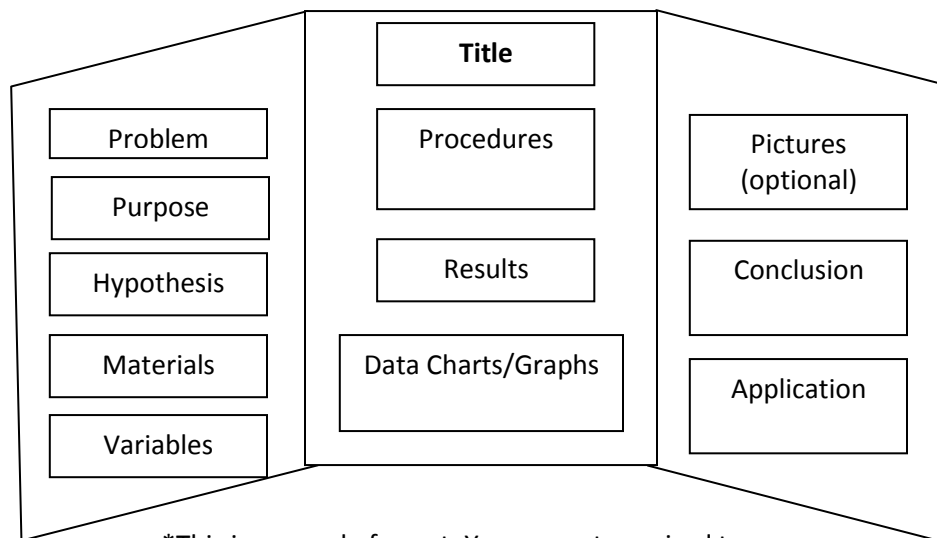 Title
Problem
Purpose
Hypothesis
Materials
Variables
Procedures
Results
Data Charts/Graphs
Pictures
(optional)
Conclusion
Application